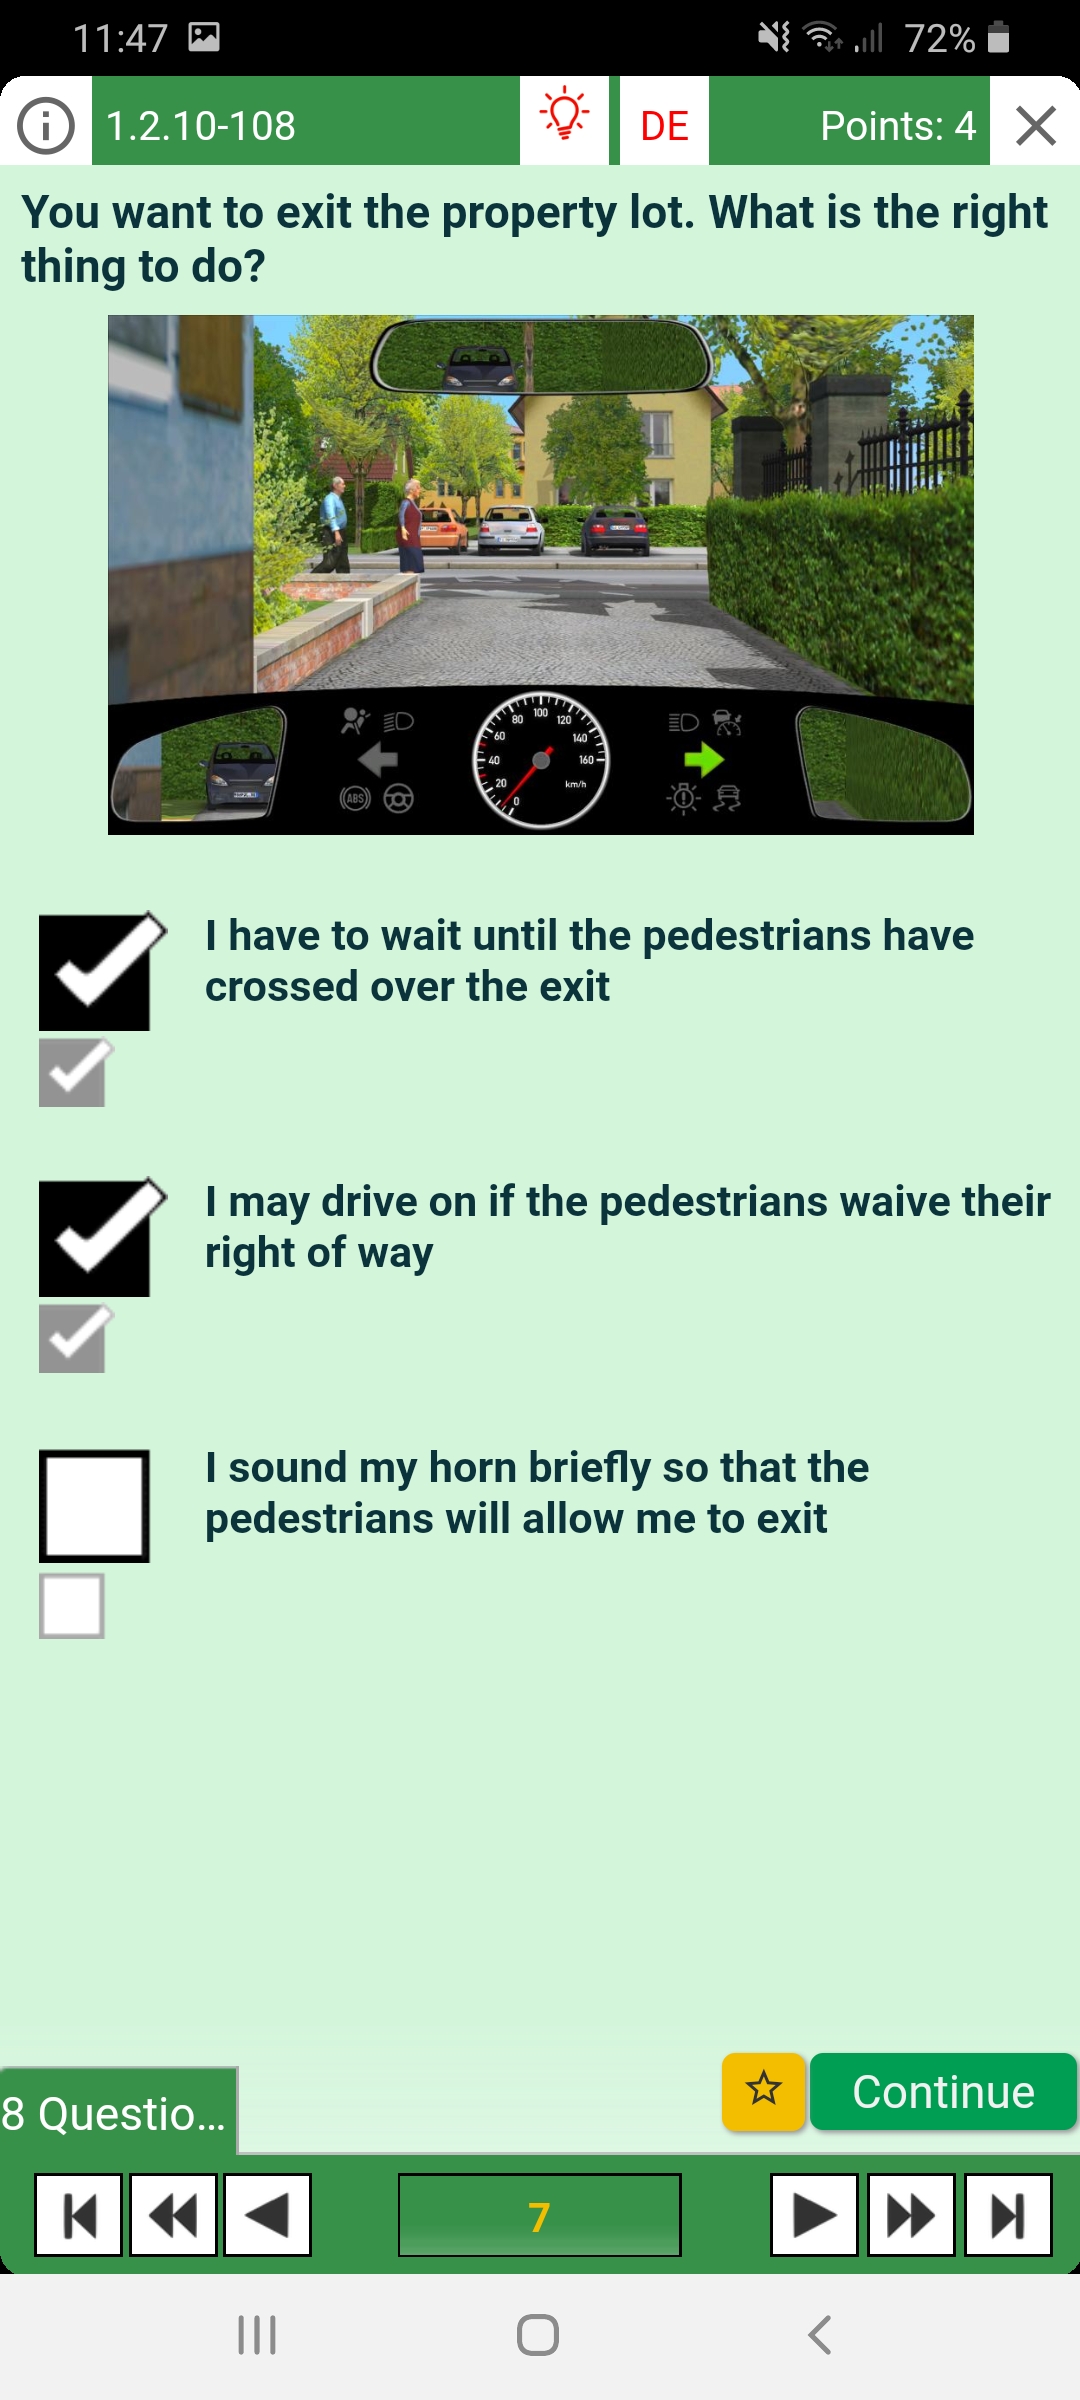 11:47 72%
1.2.10-108 DE Points: 4
You want to exit the property lot. What is the right
thing to do?
80 100 120
60 140
40 160
20 km/h
0
ABS
I have to wait until the pedestrians have
crossed over the exit
I may drive on if the pedestrians waive their
right of way
I sound my horn briefly so that the
pedestrians will allow me to exit
Continue
8 Questio...
7